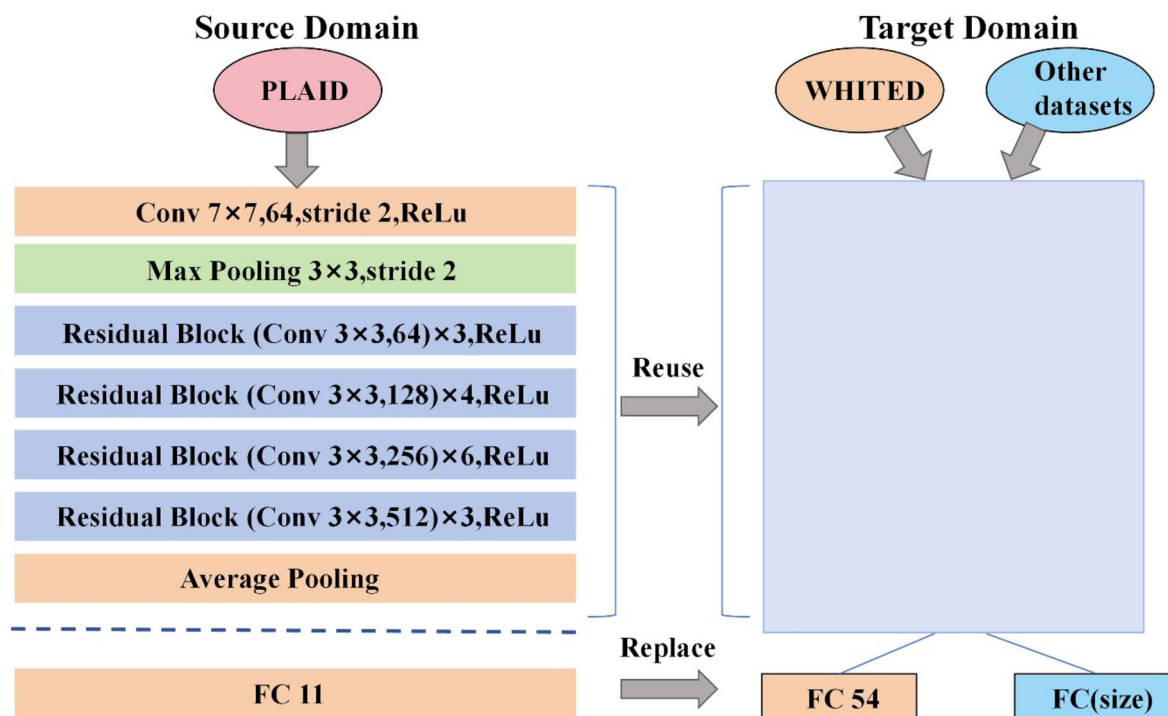 Source Domain
Target Domain
PLAID
WHITED
Other
datasets
Conv 7×7,64,stride 2,ReLu
Max Pooling 3×3,stride 2
Residual Block (Conv 3×3,64)×3,ReLu
Residual Block (Conv 3×3,128)×4,ReLu
Residual Block (Conv 3×3,256)×6,ReLu
Residual Block (Conv 3×3,512)×3,ReLu
Average Pooling
Reuse
Replace
FC 11
FC 54
FC(size)